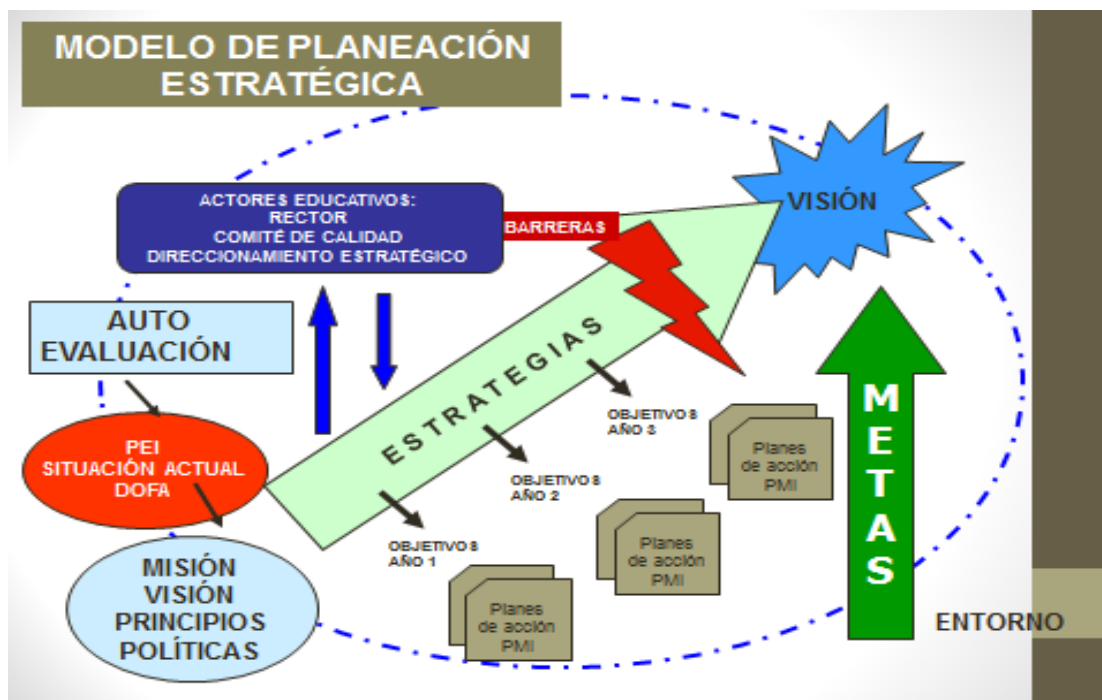 MODELO DE PLANEACIÓN
ESTRATÉGICA
ACTORES EDUCATIVOS:
RECTOR
COMITÉ DE CALIDAD
DIRECCIONAMIENTO ESTRATÉGICO
BARRERAS
VISIÓN
AUTO
EVALUACIÓN
PEI
SITUACIÓN ACTUAL
DOFA
MISIÓN
VISIÓN
PRINCIPIOS
POLÍTICAS
ESTRATEGIAS
OBJETIVOS
AÑO 1
Planes
de acción
PMI
OBJETIVOS
AÑO 2
Planes
de acción
PMI
OBJETIVOS
AÑO 3
Planes
de acción
PMI
METAS
ENTORNO